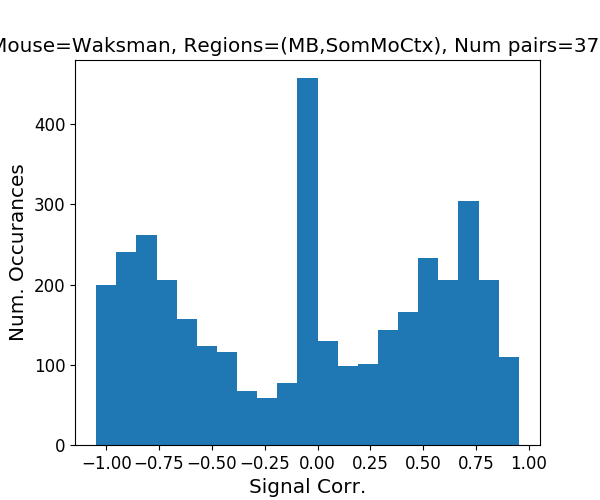 Mouse=Waksman, Regions=(MB,SomMoCtx), Num pairs=37
Num. Occurances
400
300
200
100
0
−1.00 −0.75 −0.50 −0.25 0.00 0.25 0.50 0.75 1.00
Signal Corr.